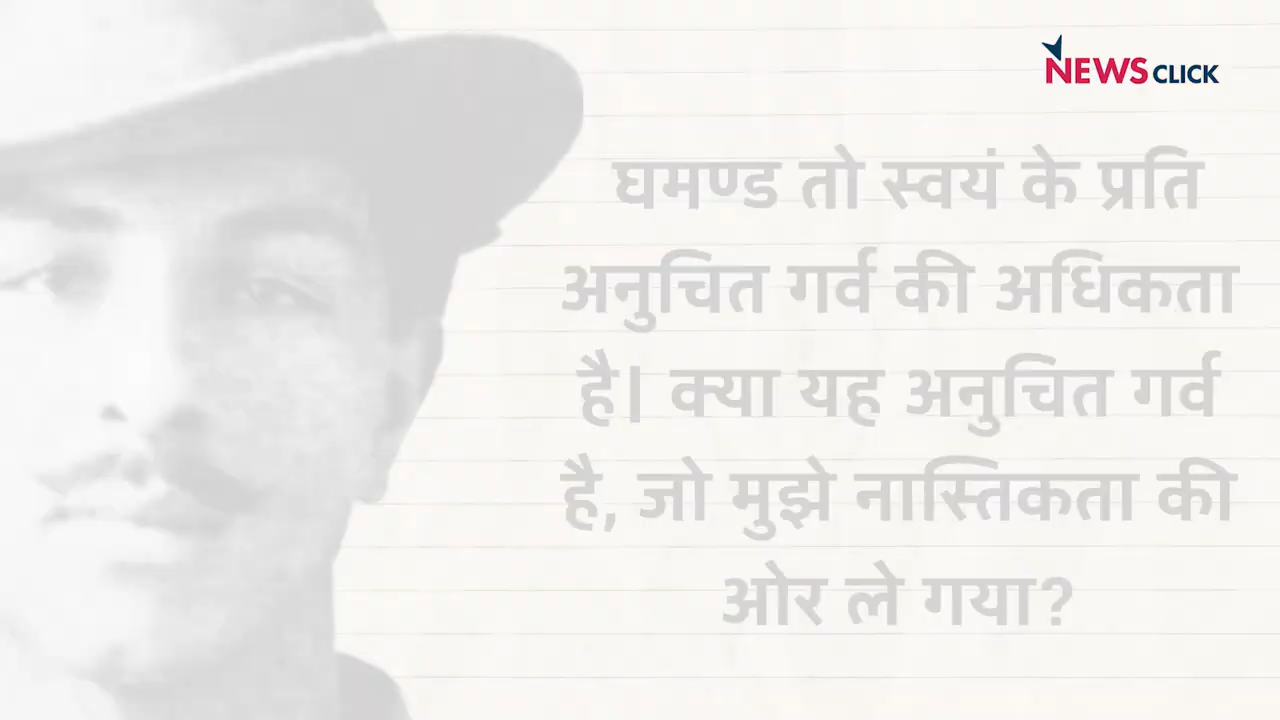 NEWS CLICK
घमण्ड तो स्वयं के प्रति
अनुचित गर्व की अधिकता
है। क्या यह अनुचित गर्व
है, जो मुझे नास्तिकता की
ओर ले गया?